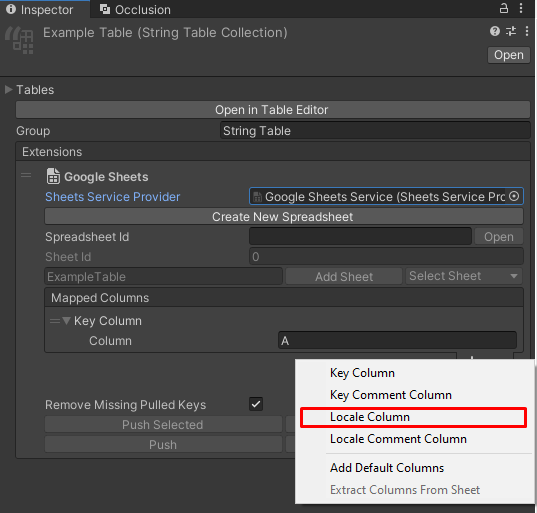 Inspector
Occlusion
Example Table (String Table Collection)
Open
Tables
Open in Table Editor
Group
String Table
Extensions
Google Sheets
Sheets Service Provider
Google Sheets Service (Sheets Service Pro
Create New Spreadsheet
Spreadsheet Id
Open
Sheet Id
0
ExampleTable
Add Sheet
Select Sheet
Mapped Columns
Key Column
Column
A
Key Column
Key Comment Column
Remove Missing Pulled Keys
Locale Column
Push Selected
Locale Comment Column
Push
Add Default Columns
Extract Columns From Sheet